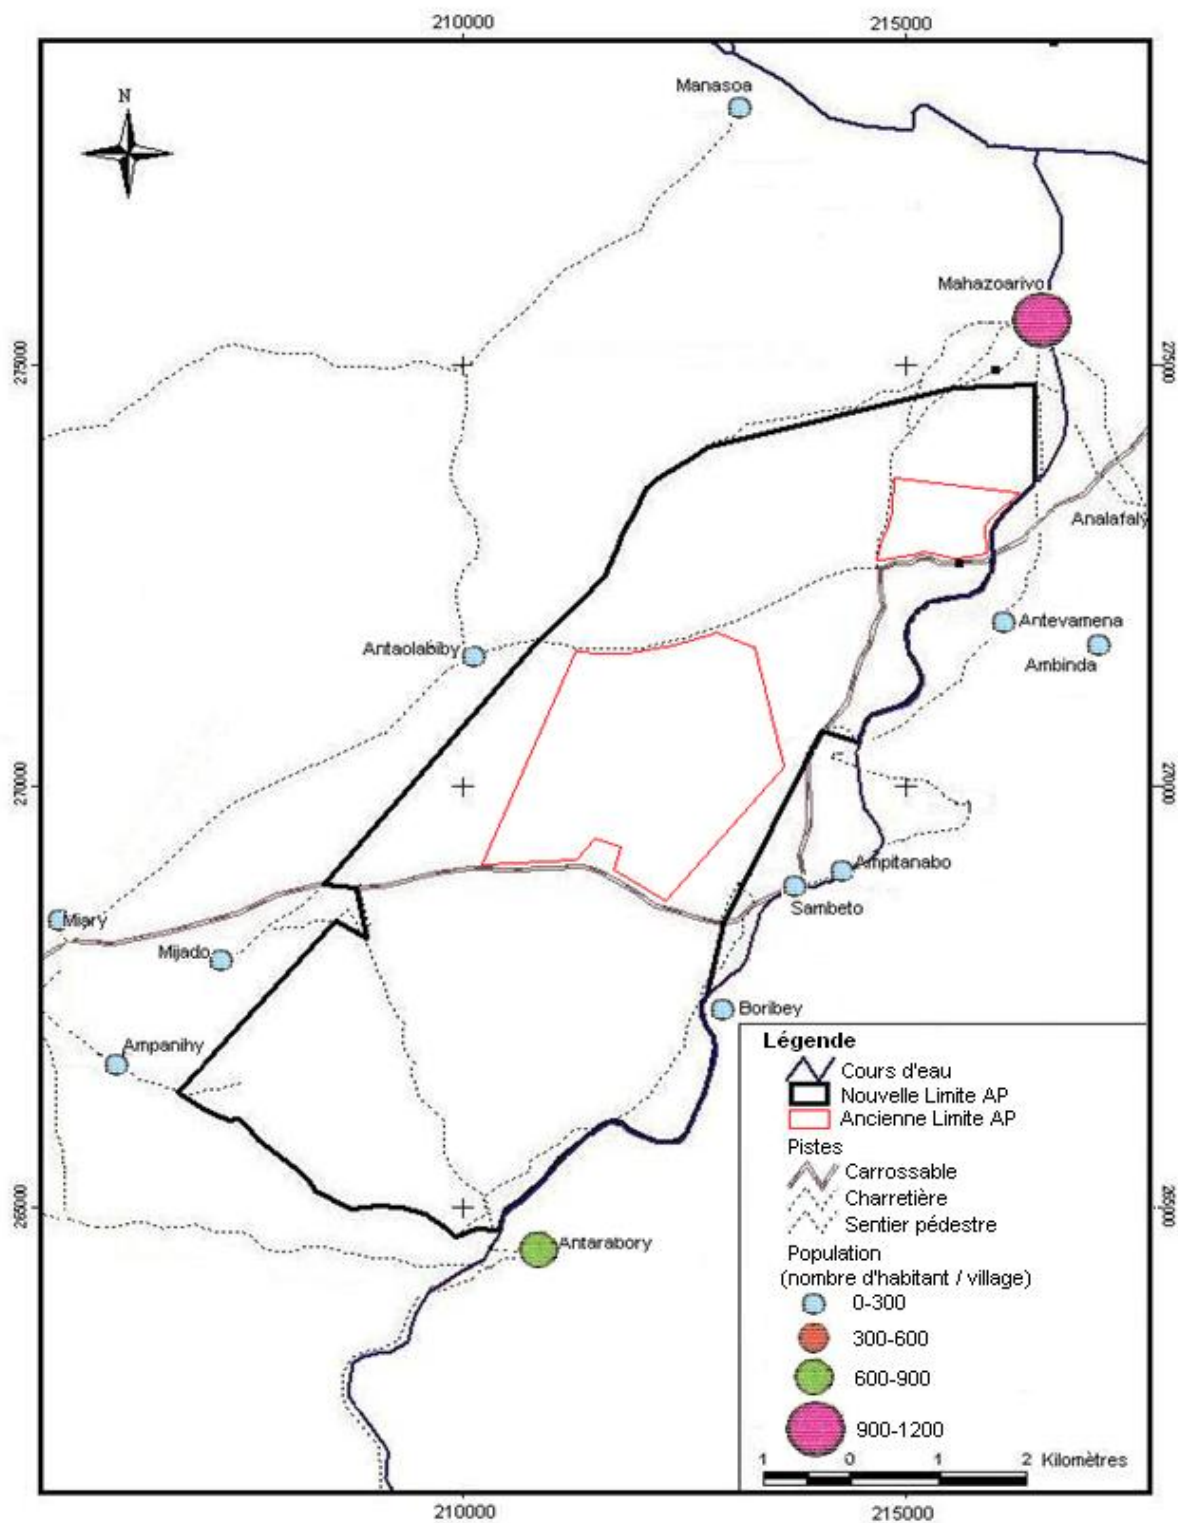 210000 215000
N
Manasoa
Mahazoarivo
275000
Analafaly
Antevamena
Antaolabiby
Ambinda
270000 270000
Ampitanabo
Miary
Sambeto
Mijado
Boribey
Ampanihy
Légende
Cours d'eau
Nouvelle Limite AP
Ancienne Limite AP
Pistes
Carrossable
Charretière
Sentier pédestre
265000
Antarabory
Population
(nombre d'habitant / village)
0-300
300-600
600-900
900-1200
1 0 1 2 Kilomètres
210000 215000